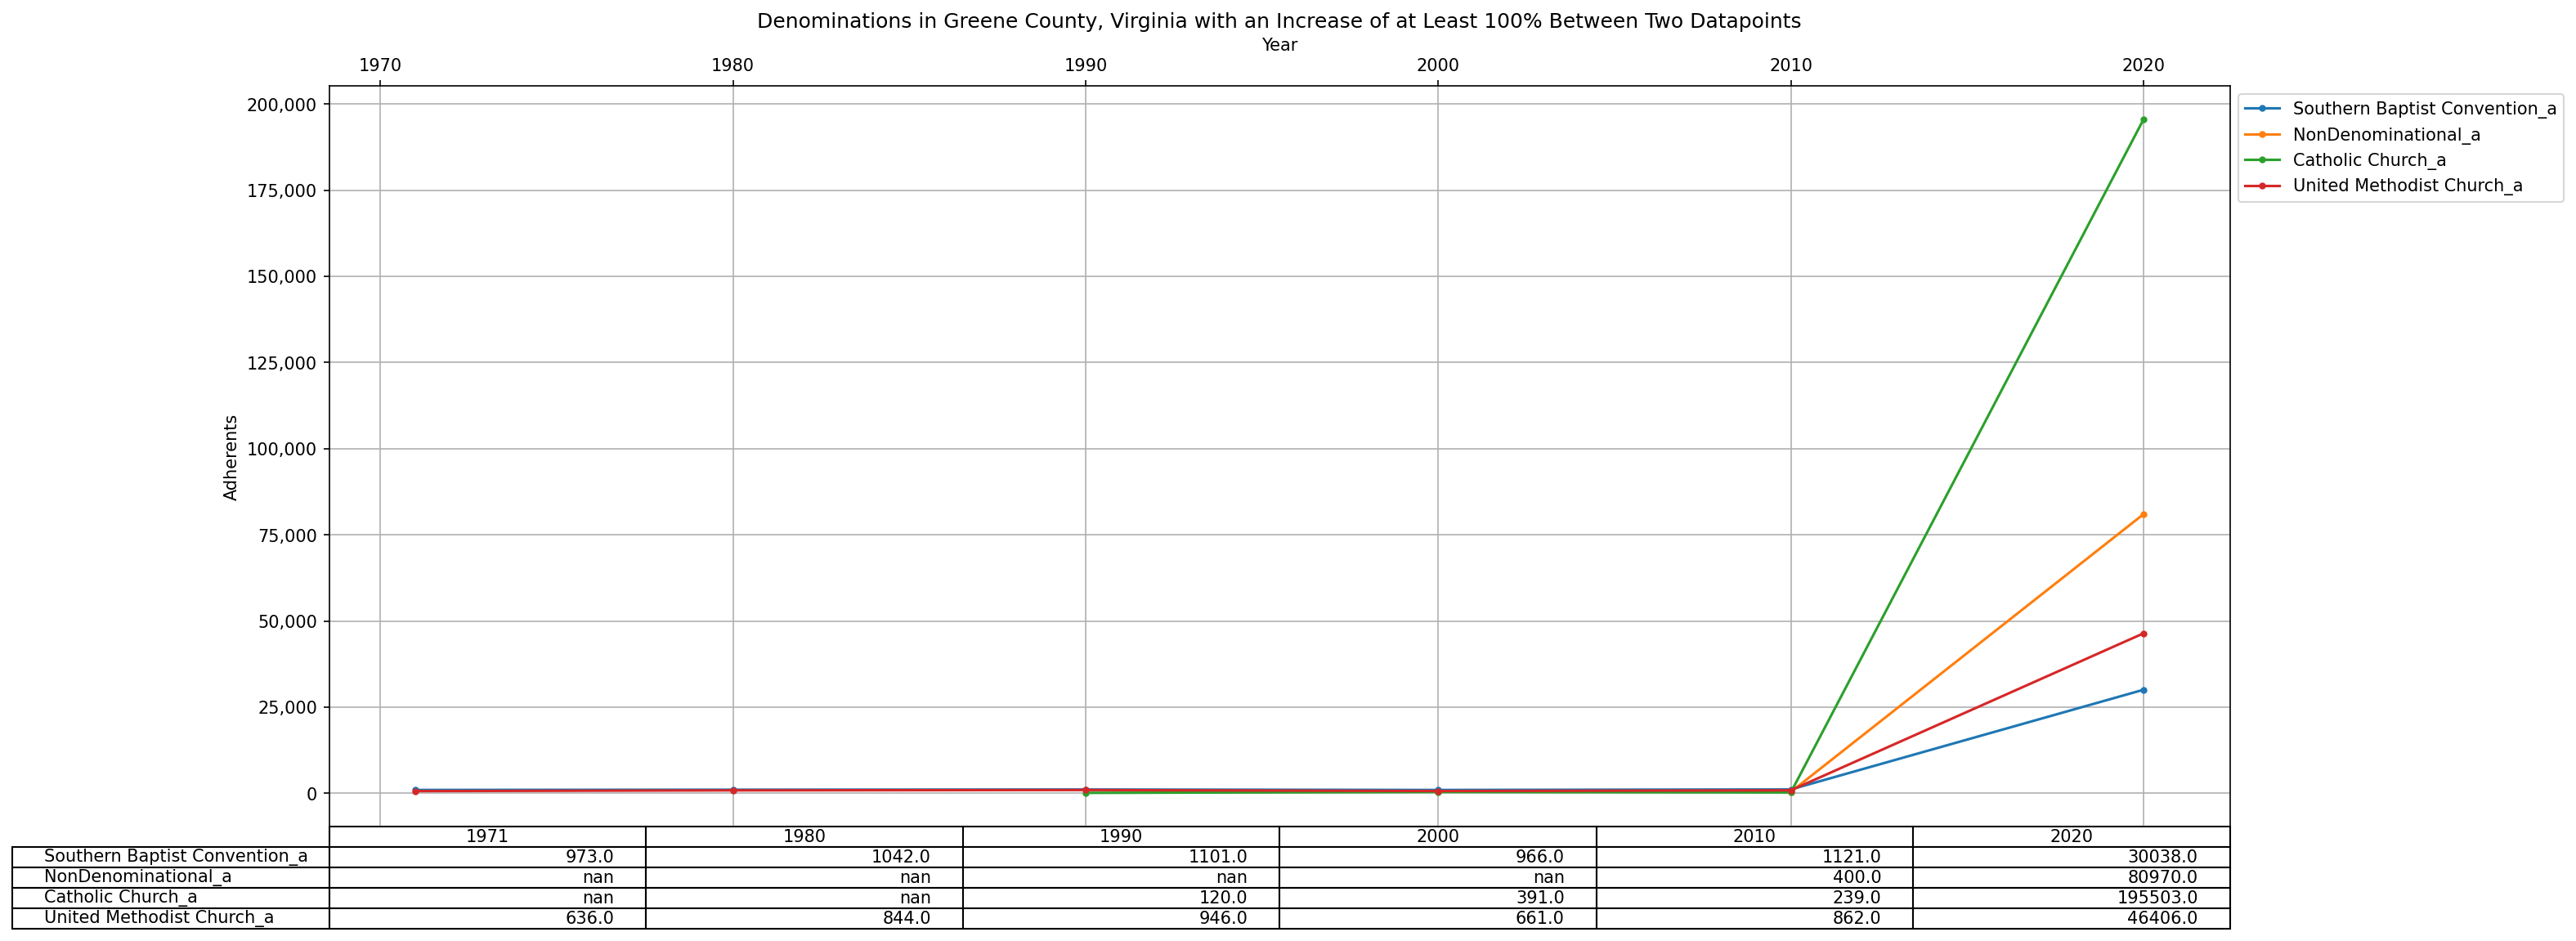 Denominations in Greene County, Virginia with an Increase of at Least 100% Between Two Datapoints
Year
1970 1980 1990 2000 2010 2020
200,000
175,000
150,000
125,000
100,000
75,000
50,000
25,000
0
Adherents
Southern Baptist Convention_a
NonDenominational_a
Catholic Church_a
United Methodist Church_a
1971 1980 1990 2000 2010 2020
Southern Baptist Convention_a 973.0 1042.0 1101.0 966.0 1121.0 30038.0
NonDenominational_a nan nan nan nan 400.0 80970.0
Catholic Church_a nan nan 120.0 391.0 239.0 195503.0
United Methodist Church_a 636.0 844.0 946.0 661.0 862.0 46406.0